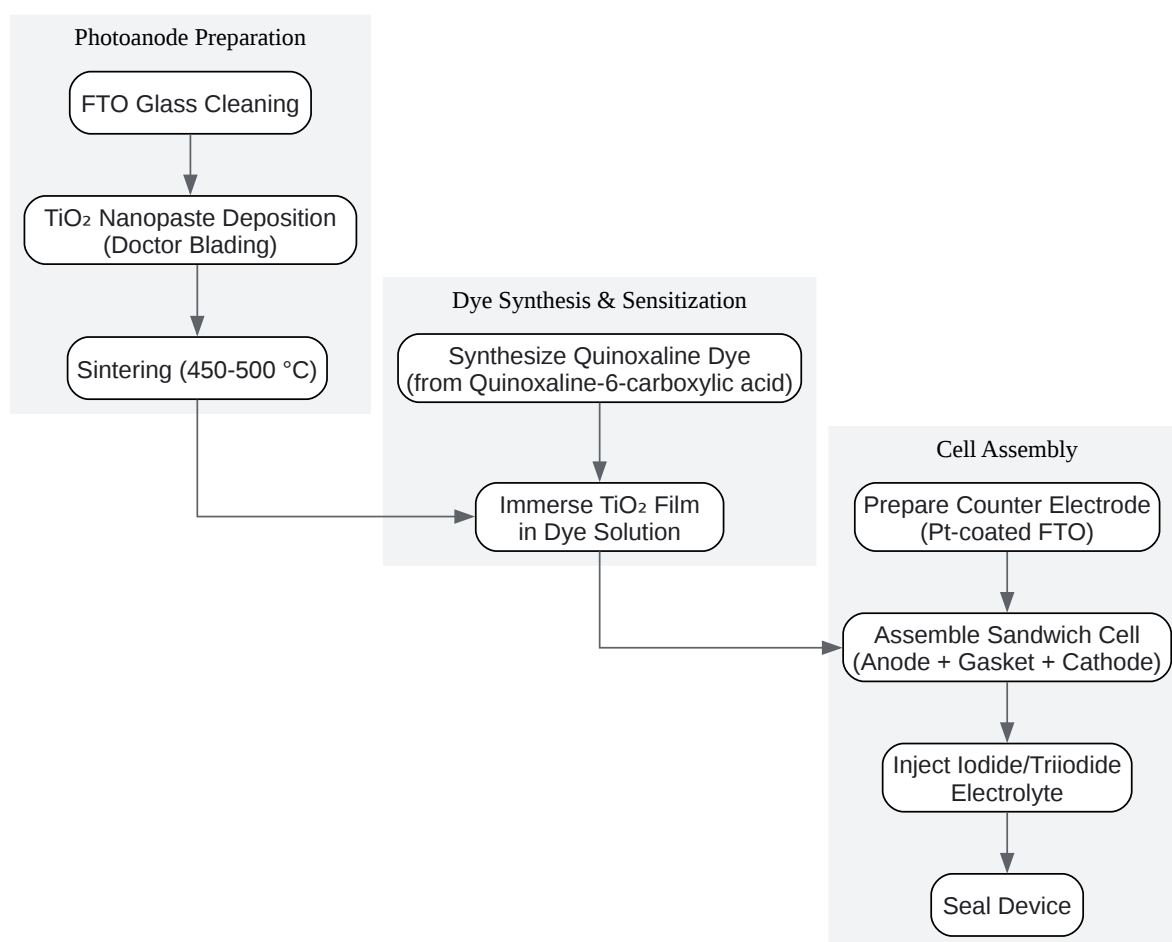 Photoanode Preparation
FTO Glass Cleaning
TiO₂ Nanopaste Deposition
(Doctor Blading)
Sintering (450-500 °C)
Dye Synthesis & Sensitization
Synthesize Quinoxaline Dye
(from Quinoxaline-6-carboxylic acid)
Immerse TiO₂ Film
in Dye Solution
Cell Assembly
Prepare Counter Electrode
(Pt-coated FTO)
Assemble Sandwich Cell
(Anode + Gasket + Cathode)
Inject Iodide/Triiodide
Electrolyte
Seal Device